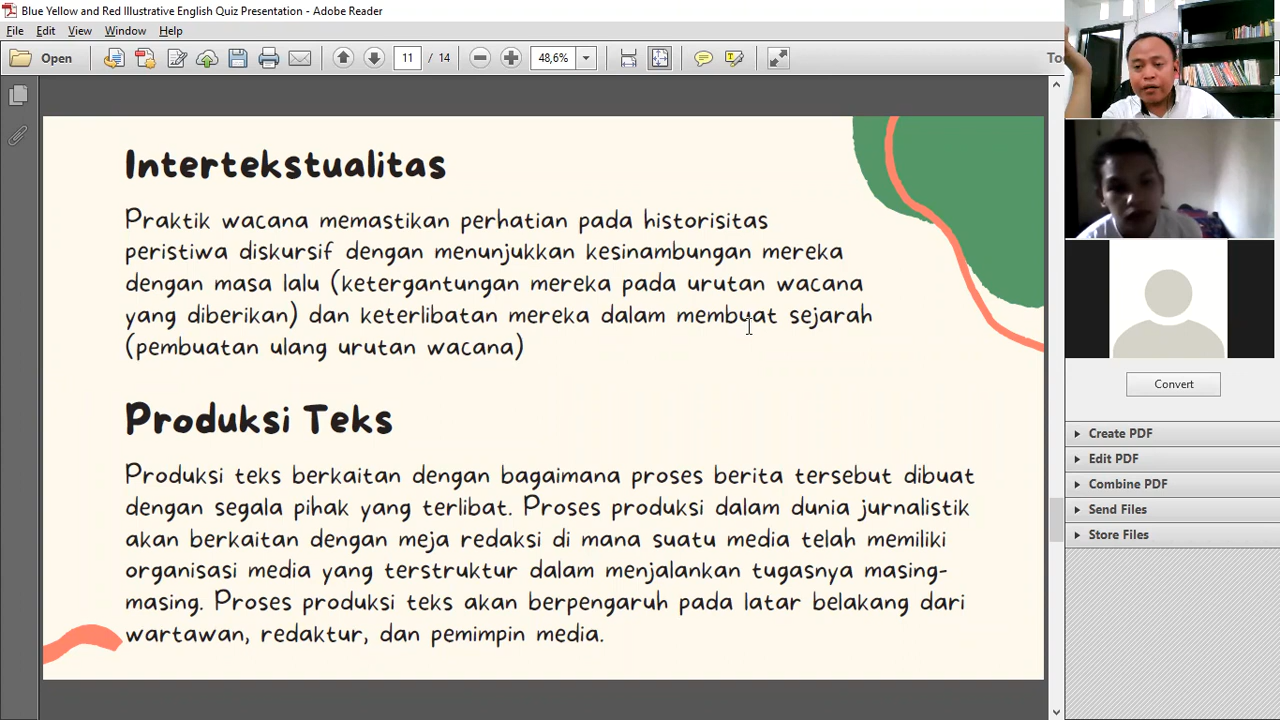 Blue Yellow and Red Illustrative English Quiz Presentation - Adobe Reader
File Edit View Window Help
Open 11 / 14 48,6%
Intertekstualitas
Praktik wacana memastikan perhatian pada historisitas
peristiwa diskursif dengan menunjukkan kesinambungan mereka
dengan masa lalu (ketergantungan mereka pada urutan wacana
yang diberikan) dan keterlibatan mereka dalam membuat sejarah
(pembuatan ulang urutan wacana)
Produksi Teks
Produksi teks berkaitan dengan bagaimana proses berita tersebut dibuat
dengan segala pihak yang terlibat. Proses produksi dalam dunia jurnalistik
akan berkaitan dengan meja redaksi di mana suatu media telah memiliki
organisasi media yang terstruktur dalam menjalankan tugasnya masing-
masing. Proses produksi teks akan berpengaruh pada latar belakang dari
wartawan, redaktur, dan pemimpin media.
Convert
Create PDF
Edit PDF
Combine PDF
Send Files
Store Files